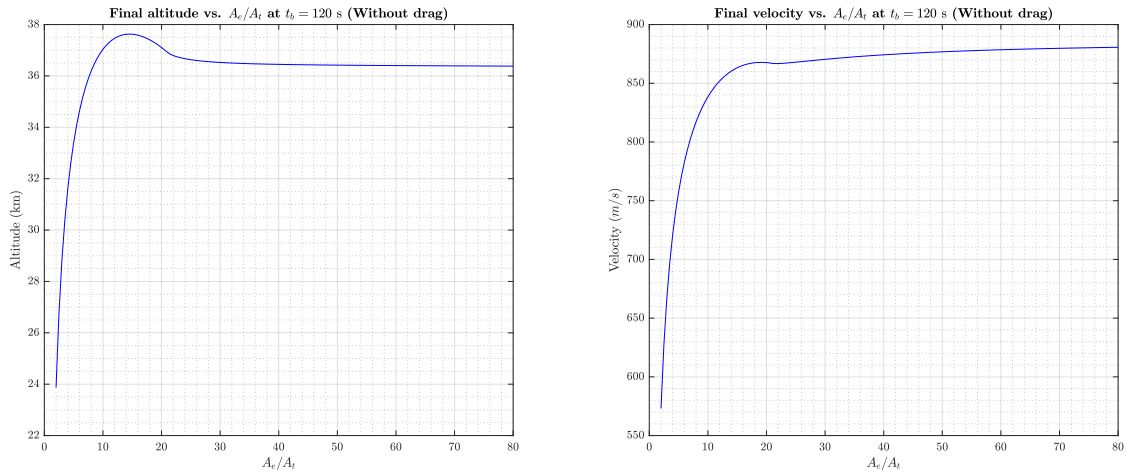 Final altitude vs. A_e/A_t at t_b = 120 s (Without drag)
38
36
34
32
30
28
26
24
22
Altitude (km)
0 10 20 30 40 50 60 70 80
A_e/A_t
Final velocity vs. A_e/A_t at t_b = 120 s (Without drag)
900
850
800
750
900
650
600
550
Velocity (m/s)
0 10 20 30 40 50 60 70 80
A_e/A_t